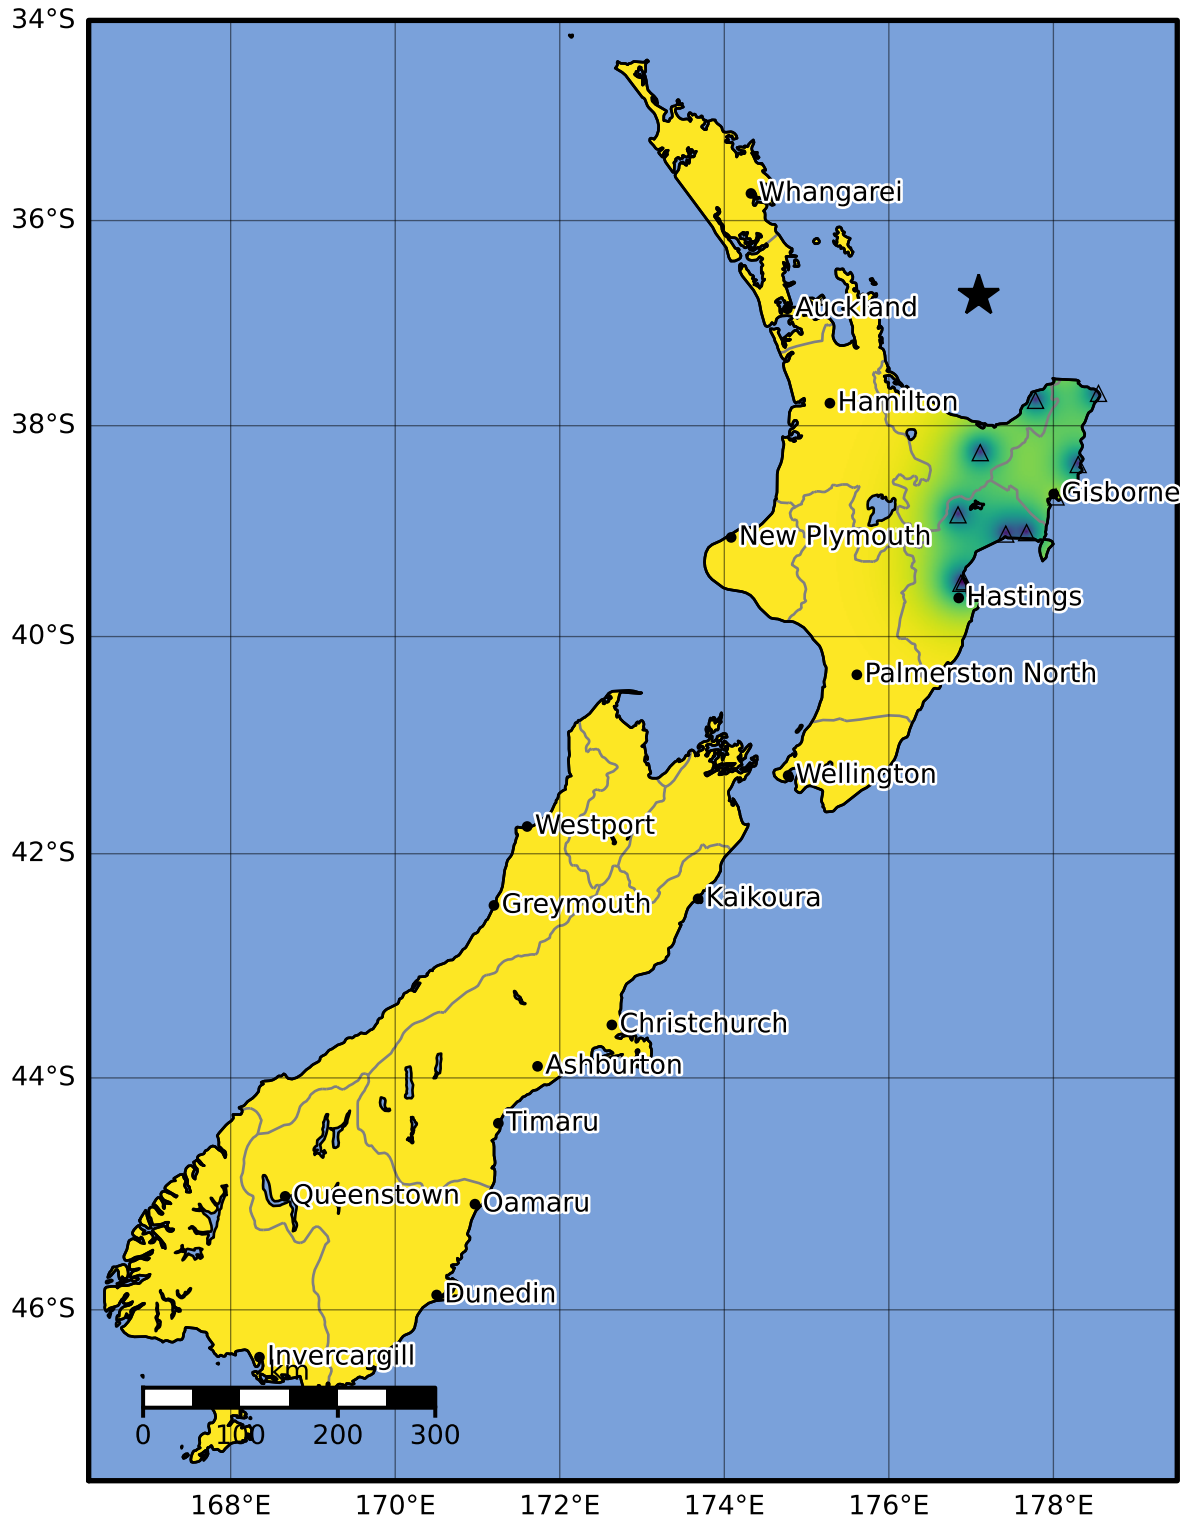 34°S
Whangarei
36°S
Auckland
Hamilton
38°S
Gisborne
New Plymouth
Hastings
40°S
Palmerston North
Wellington
Westport
42°S
Kaikoura
Greymouth
Christchurch
Ashburton
44°S
Timaru
Queenstown
Oamaru
Dunedin
46°S
Invercargill
km
0 100 200 300
168°E 170°E 172°E 174°E 176°E 178°E